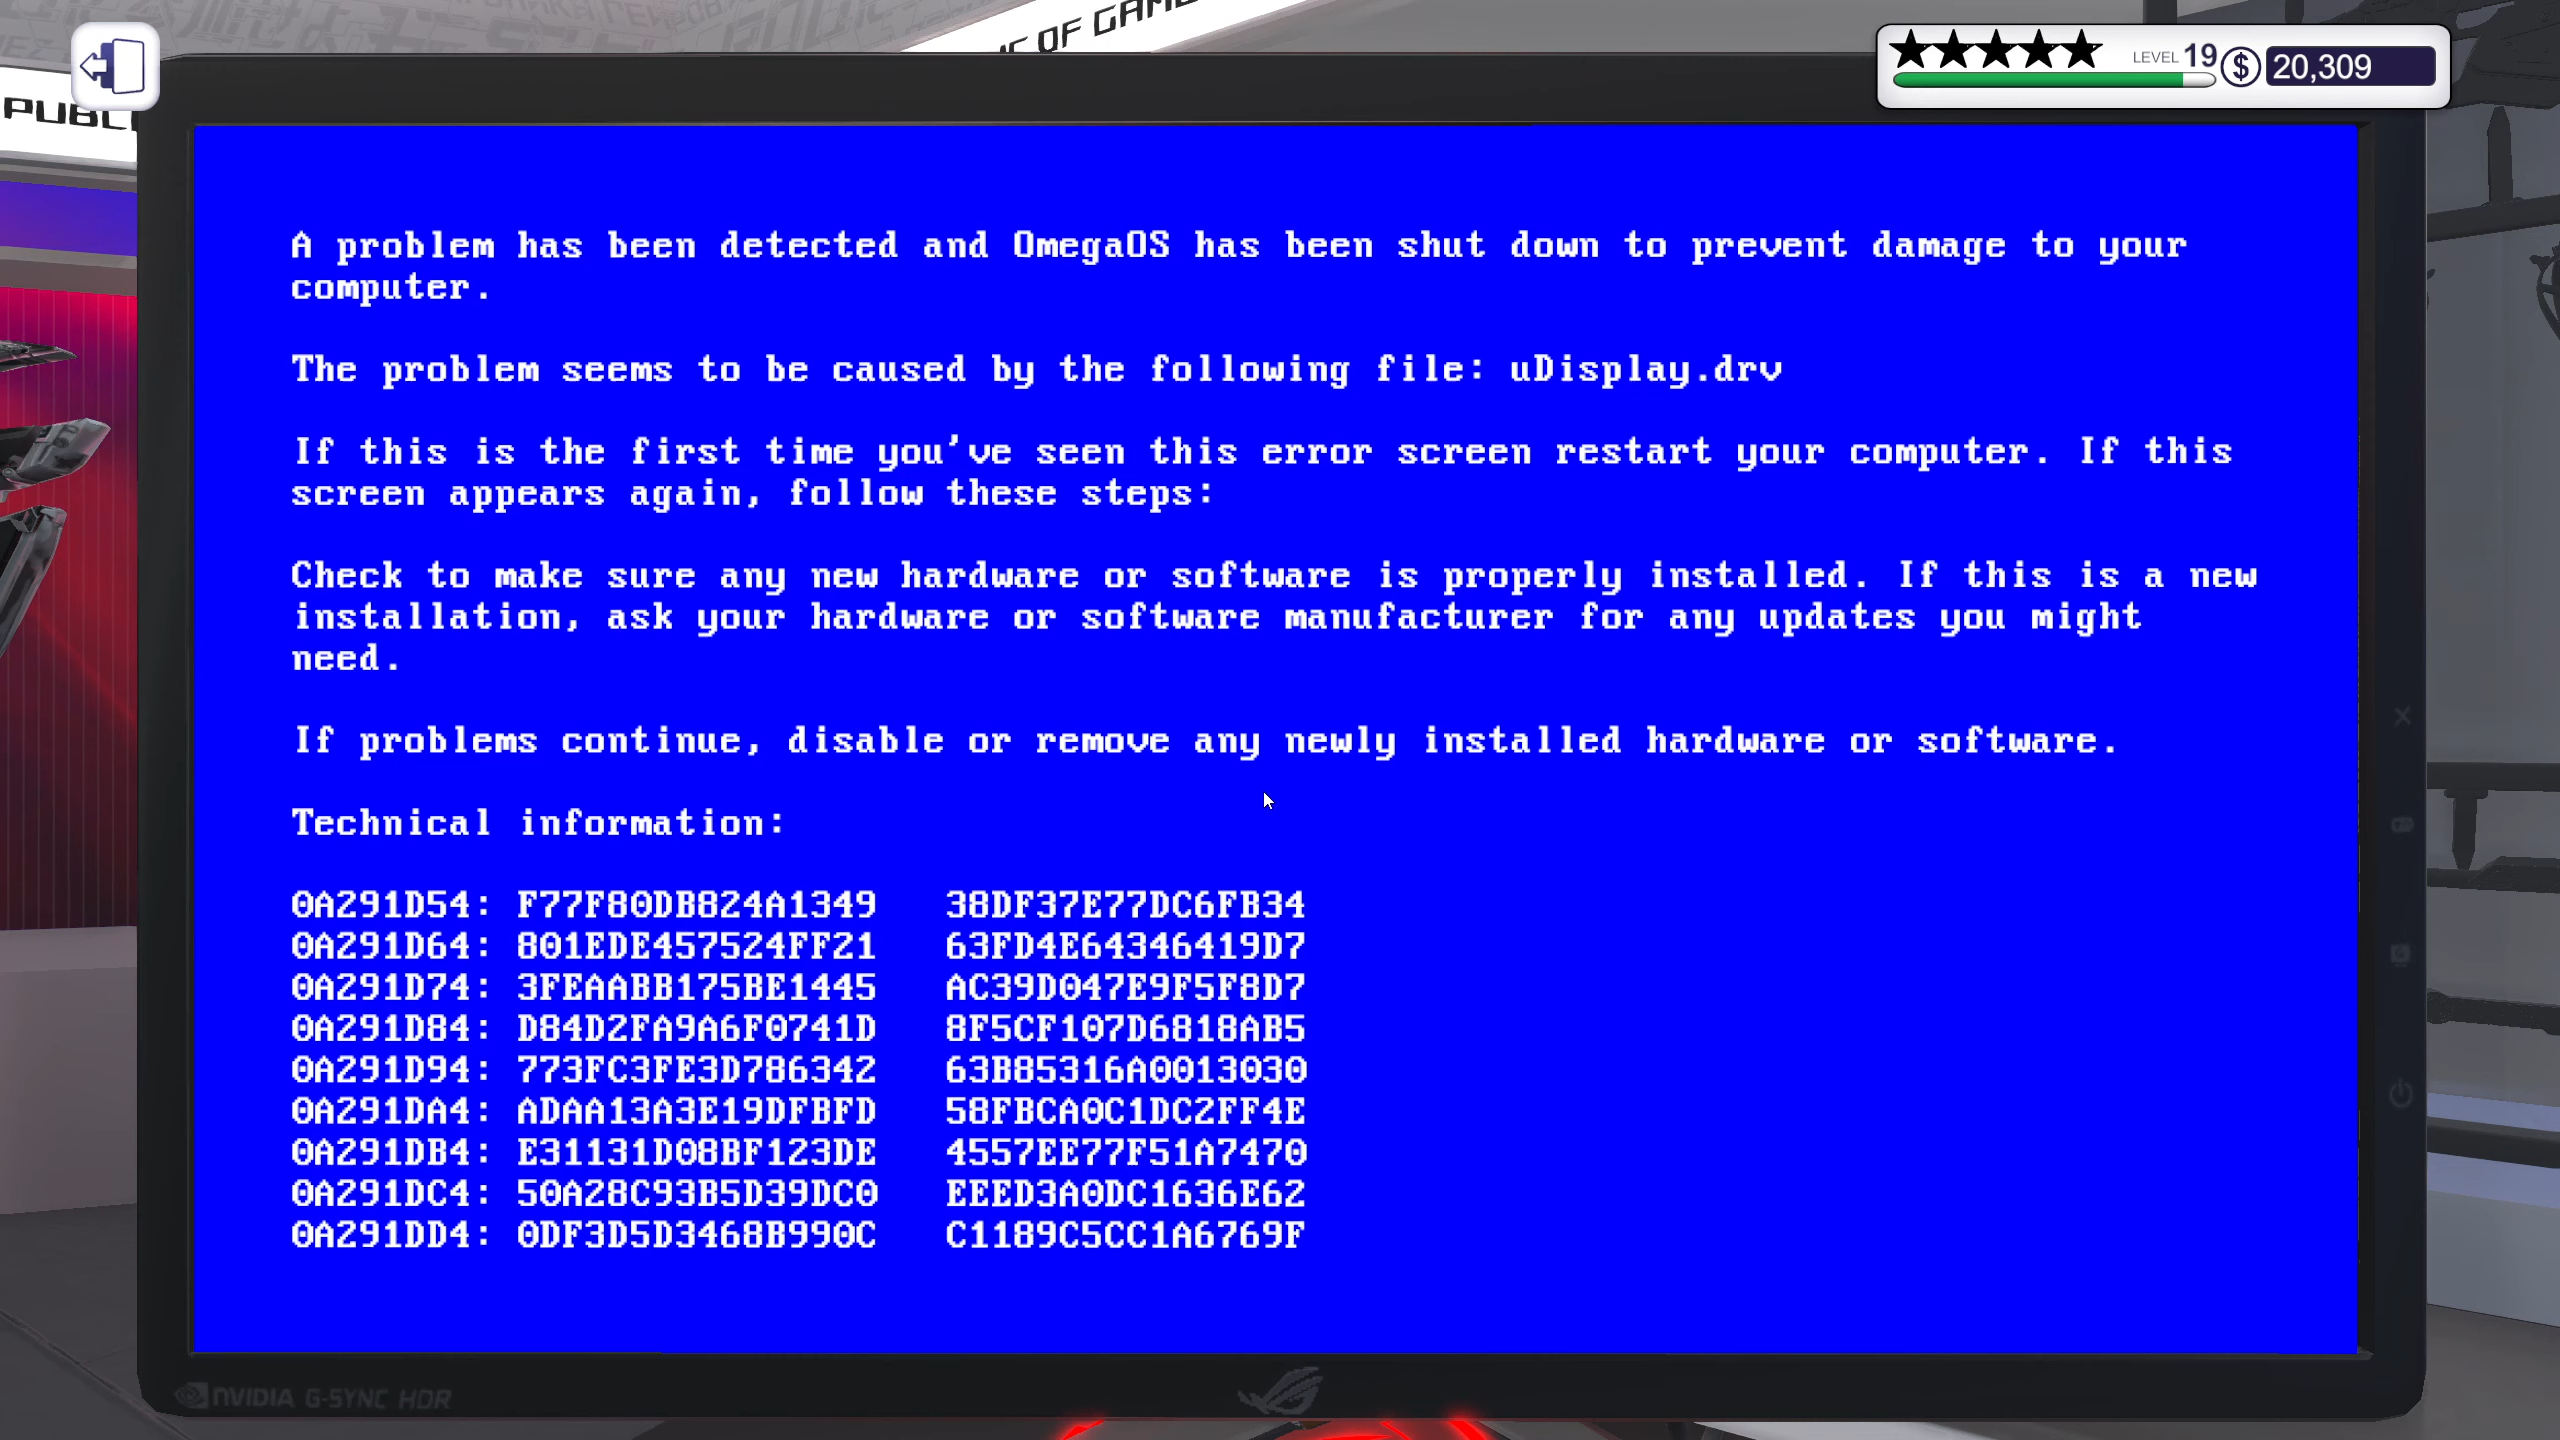 C OF GAM
PUBL
LEVEL 19
$ 20,309
A problem has been detected and OmegaOS has been shut down to prevent damage to your
computer.
The problem seems to be caused by the following file: uDisplay.drv
If this is the first time you've seen this error screen restart your computer. If this
screen appears again, follow these steps:
Check to make sure any new hardware or software is properly installed. If this is a new
installation, ask your hardware or software manufacturer for any updates you might
need.
If problems continue, disable or remove any newly installed hardware or software.
Technical information:
0A291D54: F77F80DB824A1349 38DF37E77DC6FB34
0A291D64: 801EDE457524FF21 63FD4E64346419D7
0A291D74: 3FEAABB175BE1445 AC39D047E9F5F8D7
0A291D84: D84D2FA9A6F0741D 8F5CF107D6818AB5
0A291D94: 773FC3FE3D786342 63B85316A0013030
0A291DA4: ADAA13A3E19DFBFD 58FBCA0C1DC2FF4E
0A291DB4: E31131D08BF123DE 4557EE77F51A7470
0A291DC4: 50A28C93B5D39DC0 EEED3A0DC1636E62
0A291DD4: 0DF3D5D3468B990C C1189C5CC1A6769F
NVIDIA G-SYNC HDR